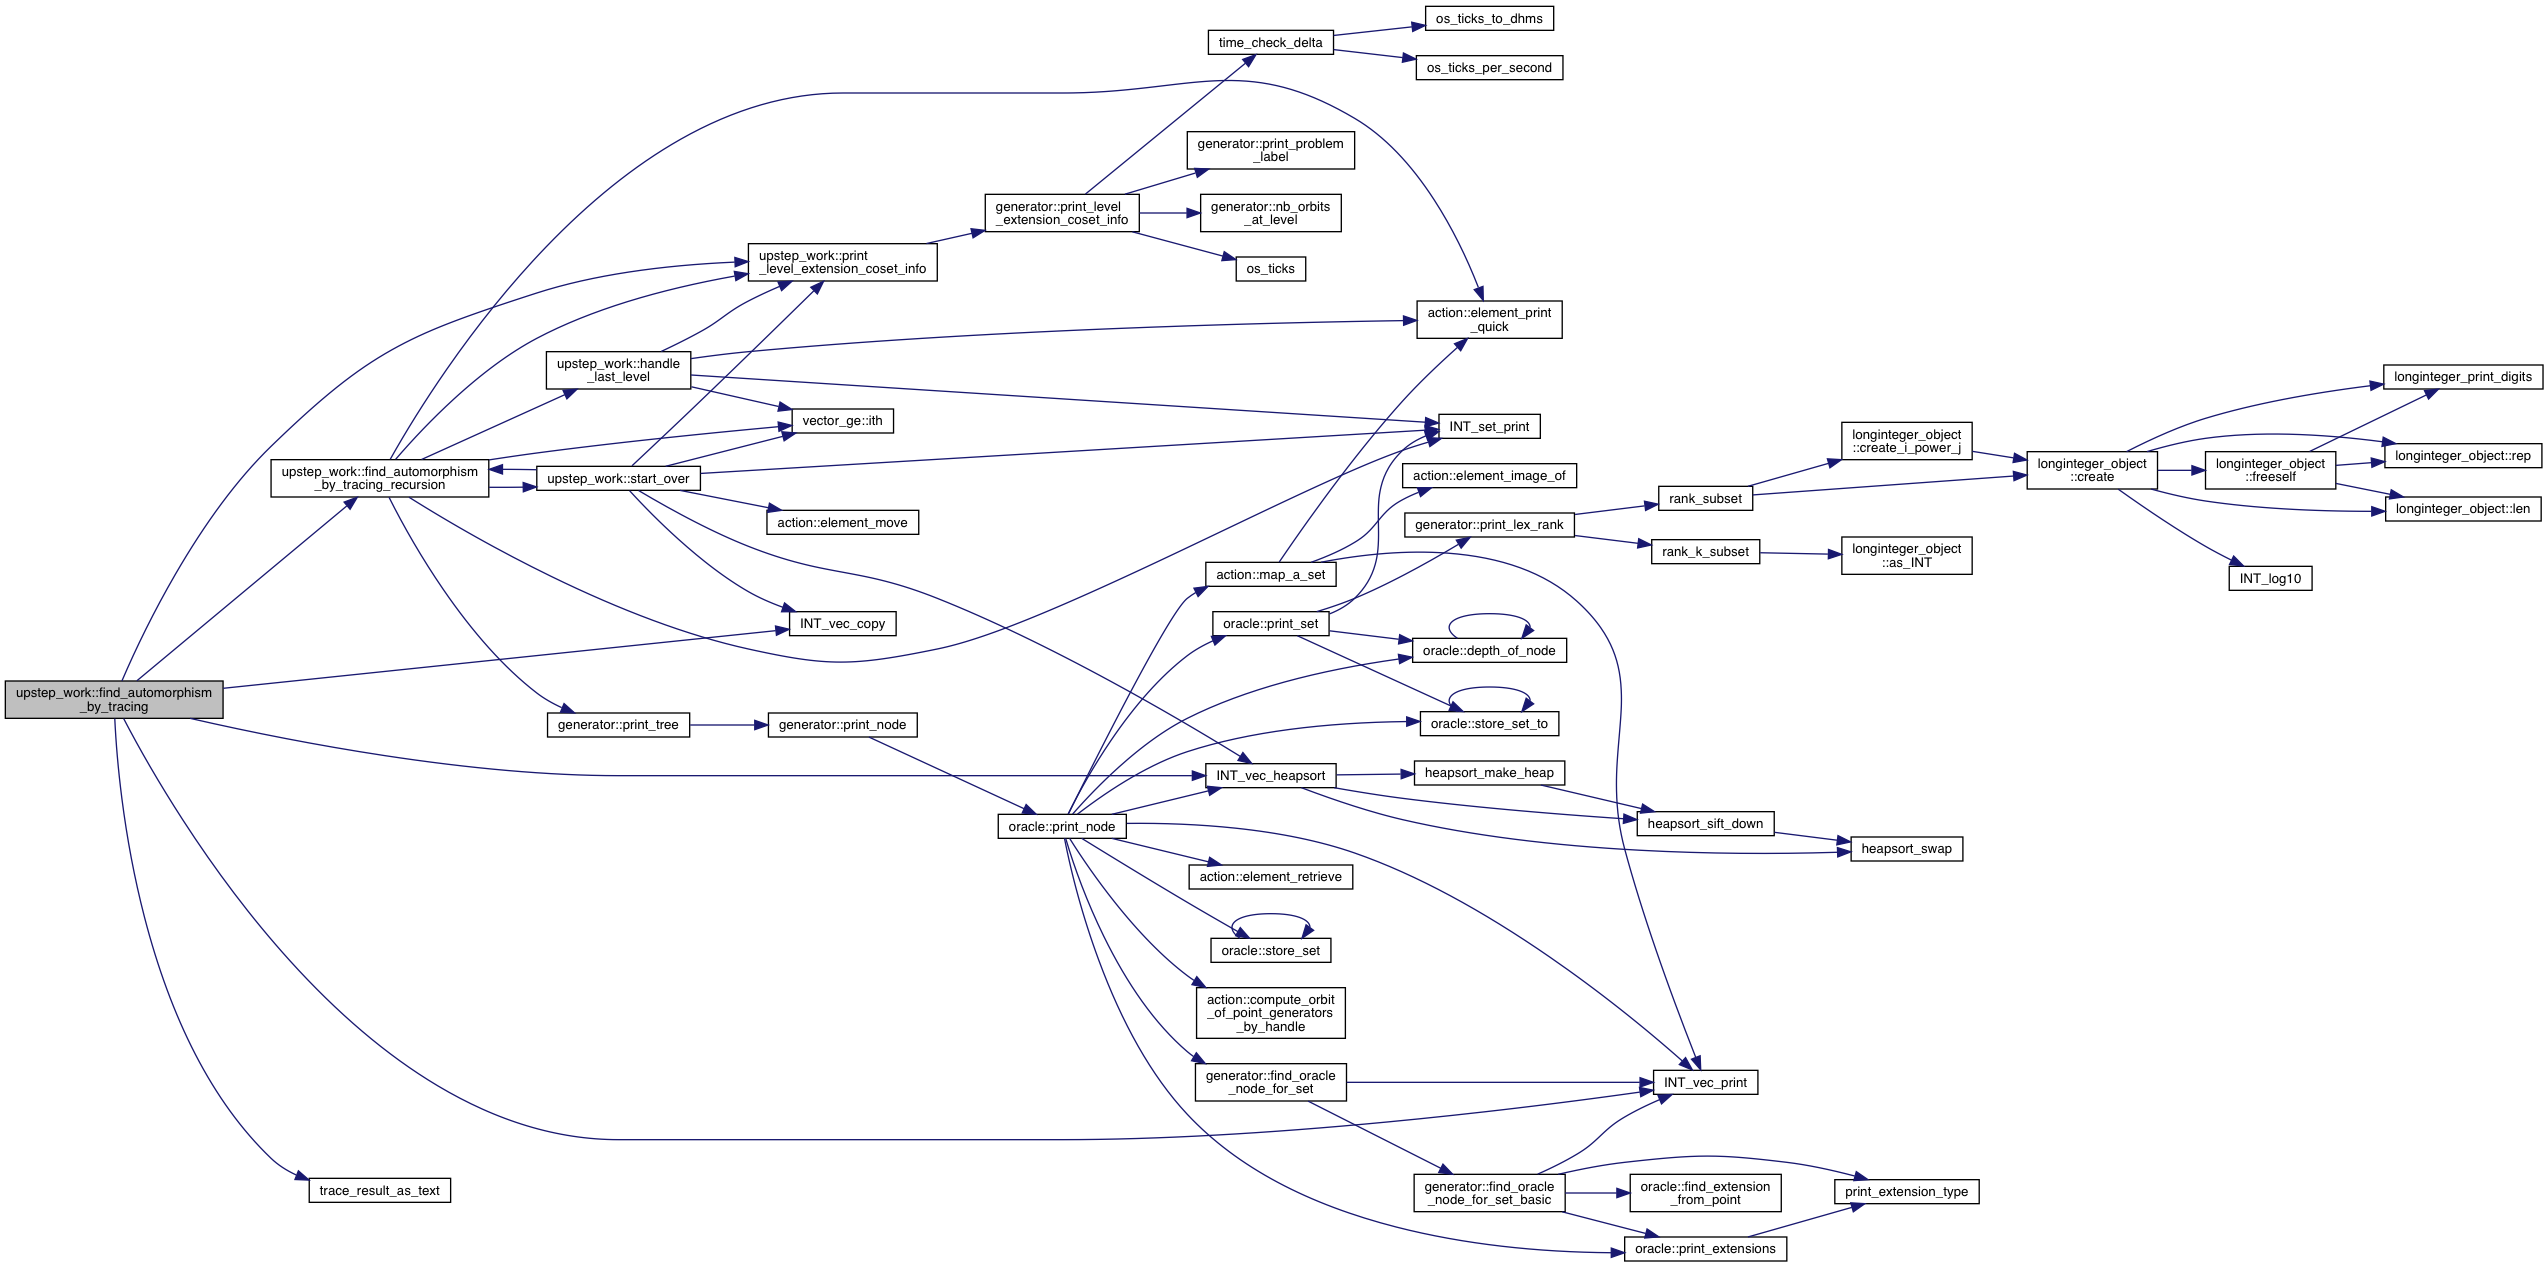 upstep_work::find_automorphism
_by_tracing
upstep_work::find_automorphism
_by_tracing_recursion
trace_result_as_text
upstep_work::handle
_last_level
upstep_work::start_over
generator::print_tree
upstep_work::print
_level_extension_coset_info
vector_ge::ith
action::element_move
INT_vec_copy
generator::print_node
generator::print_level
_extension_coset_info
oracle::print_node
time_check_delta
generator::print_problem
_label
generator::nb_orbits
_at_level
os_ticks
action::map_a_set
oracle::print_set
INT_vec_heapsort
action::element_retrieve
oracle::store_set
action::compute_orbit
_of_point_generators
_by_handle
generator::find_oracle
_node_for_set
os_ticks_to_dhms
os_ticks_per_second
action::element_print
_quick
INT_set_print
action::element_image_of
generator::print_lex_rank
oracle::depth_of_node
oracle::store_set_to
heapsort_make_heap
generator::find_oracle
_node_for_set_basic
rank_subset
rank_k_subset
heapsort_sift_down
INT_vec_print
oracle::find_extension
_from_point
oracle::print_extensions
longinteger_object
::create_i_power_j
longinteger_object
::as_INT
heapsort_swap
print_extension_type
longinteger_object
::create
longinteger_object
::freeself
INT_log10
longinteger_print_digits
longinteger_object::rep
longinteger_object::len